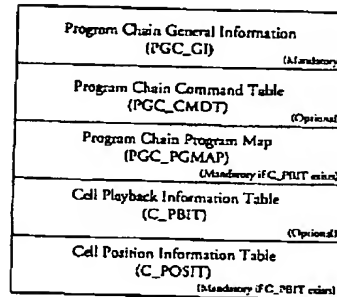 Program Chain General Information
(PGC_GI)
(Mandatory
Program Chain Command Table
(PGC_CMDT)
(Optional
Program Chain Program Map
(PGC_PGMAP)
(Mandatory if C_PBIT exists)
Cell Playback Information Table
(C_PBIT)
(Optional)
Cell Position Information Table
(C_POSIT)
(Mandatory if C_PBIT exists)